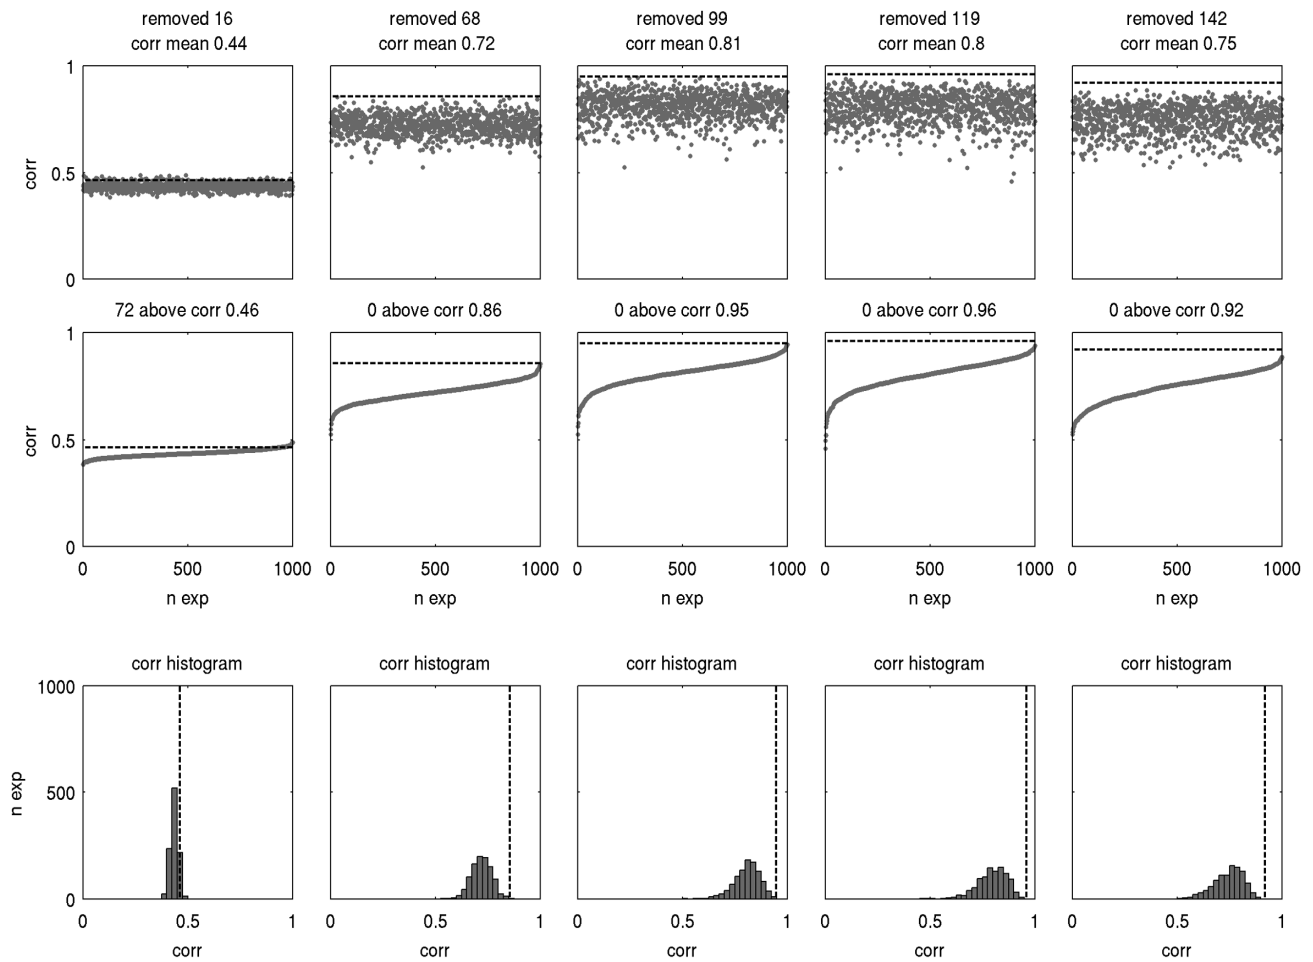 removed 16
corr mean 0.44
removed 68
corr mean 0.72
removed 99
corr mean 0.81
removed 119
corr mean 0.8
removed 142
corr mean 0.75
1
0.5
0
corr
72 above corr 0.46
0 above corr 0.86
0 above corr 0.95
0 above corr 0.96
0 above corr 0.92
1
0.5
0
corr
0 500 1000
0 500 1000
0 500 1000
0 500 1000
0 500 1000
n exp
n exp
n exp
n exp
n exp
corr histogram
corr histogram
corr histogram
corr histogram
corr histogram
1000
500
0
n exp
0 0.5 1
0 0.5 1
0 0.5 1
0 0.5 1
0 0.5 1
corr
corr
corr
corr
corr